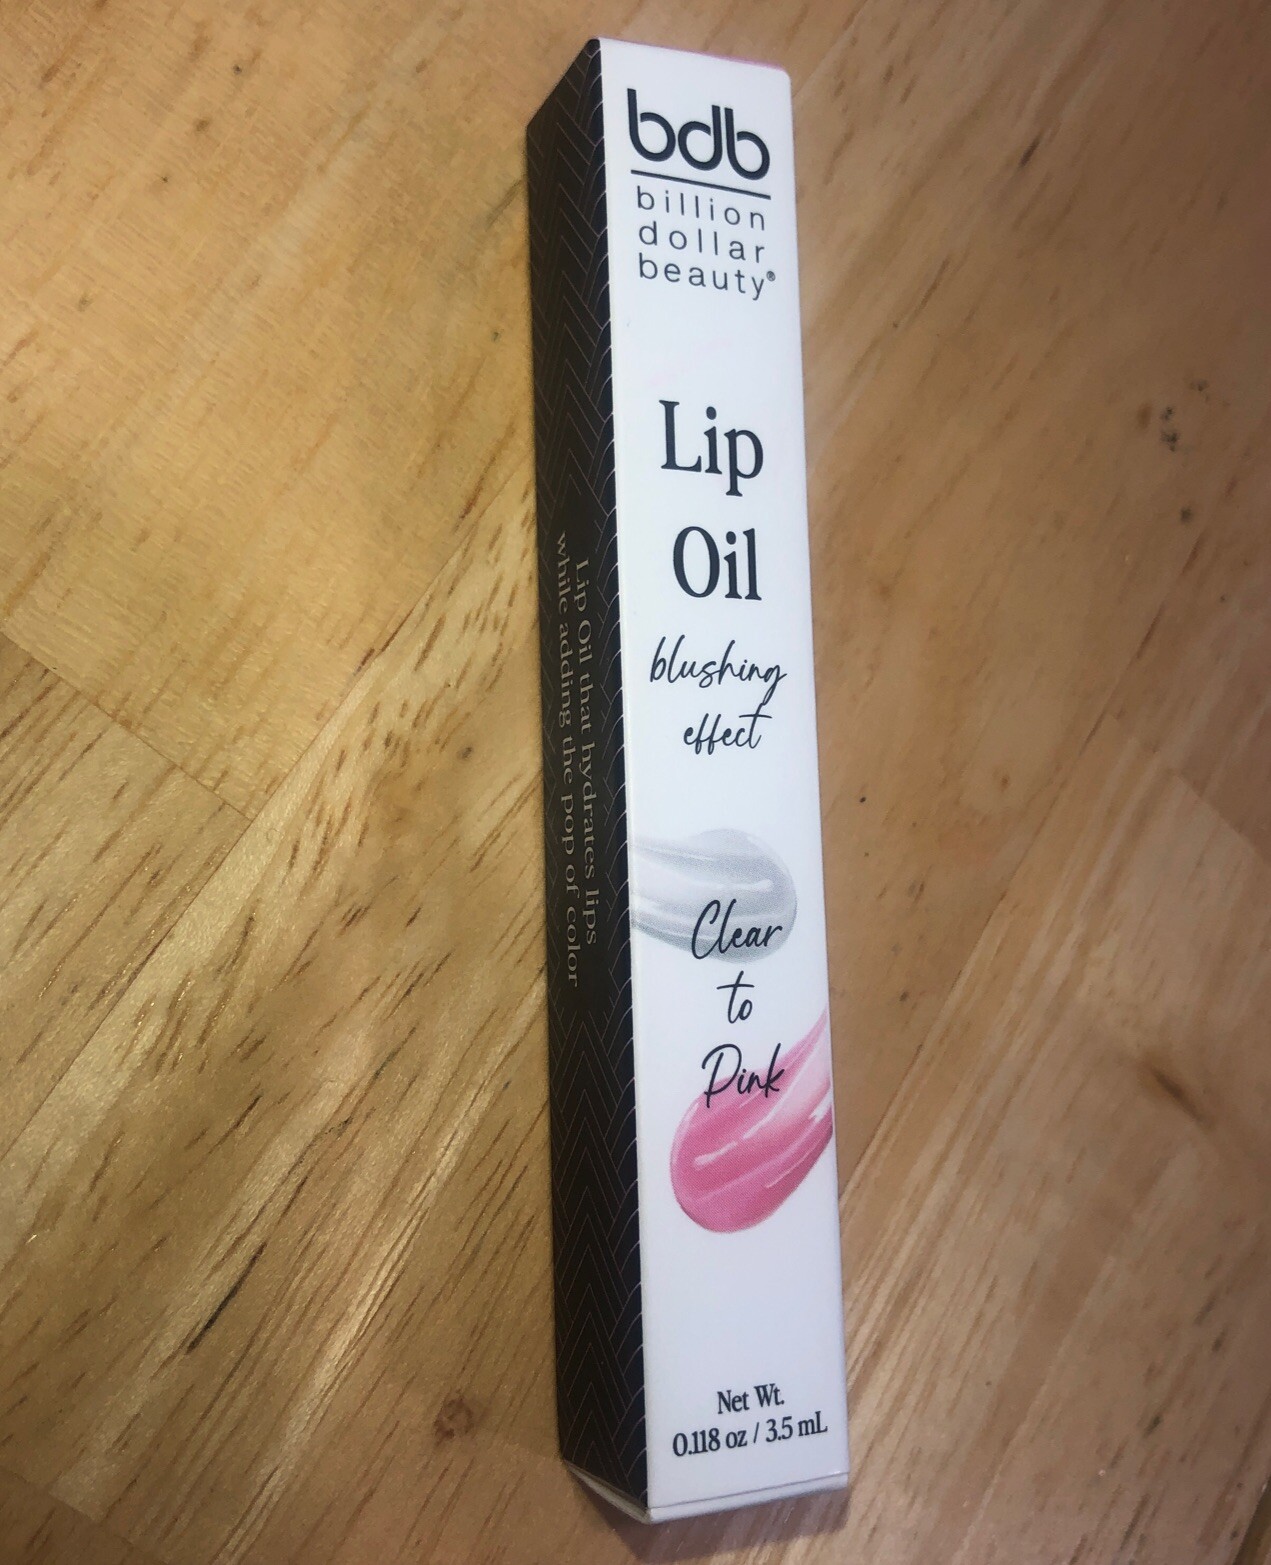 bdb
billion
dollar
beauty®
Lip
Oil
blushing
effect
Clear
to
Pink
Net Wt.
0.118 oz / 3.5 mL
Lip Oil that hydrates lips
while adding the pop of color